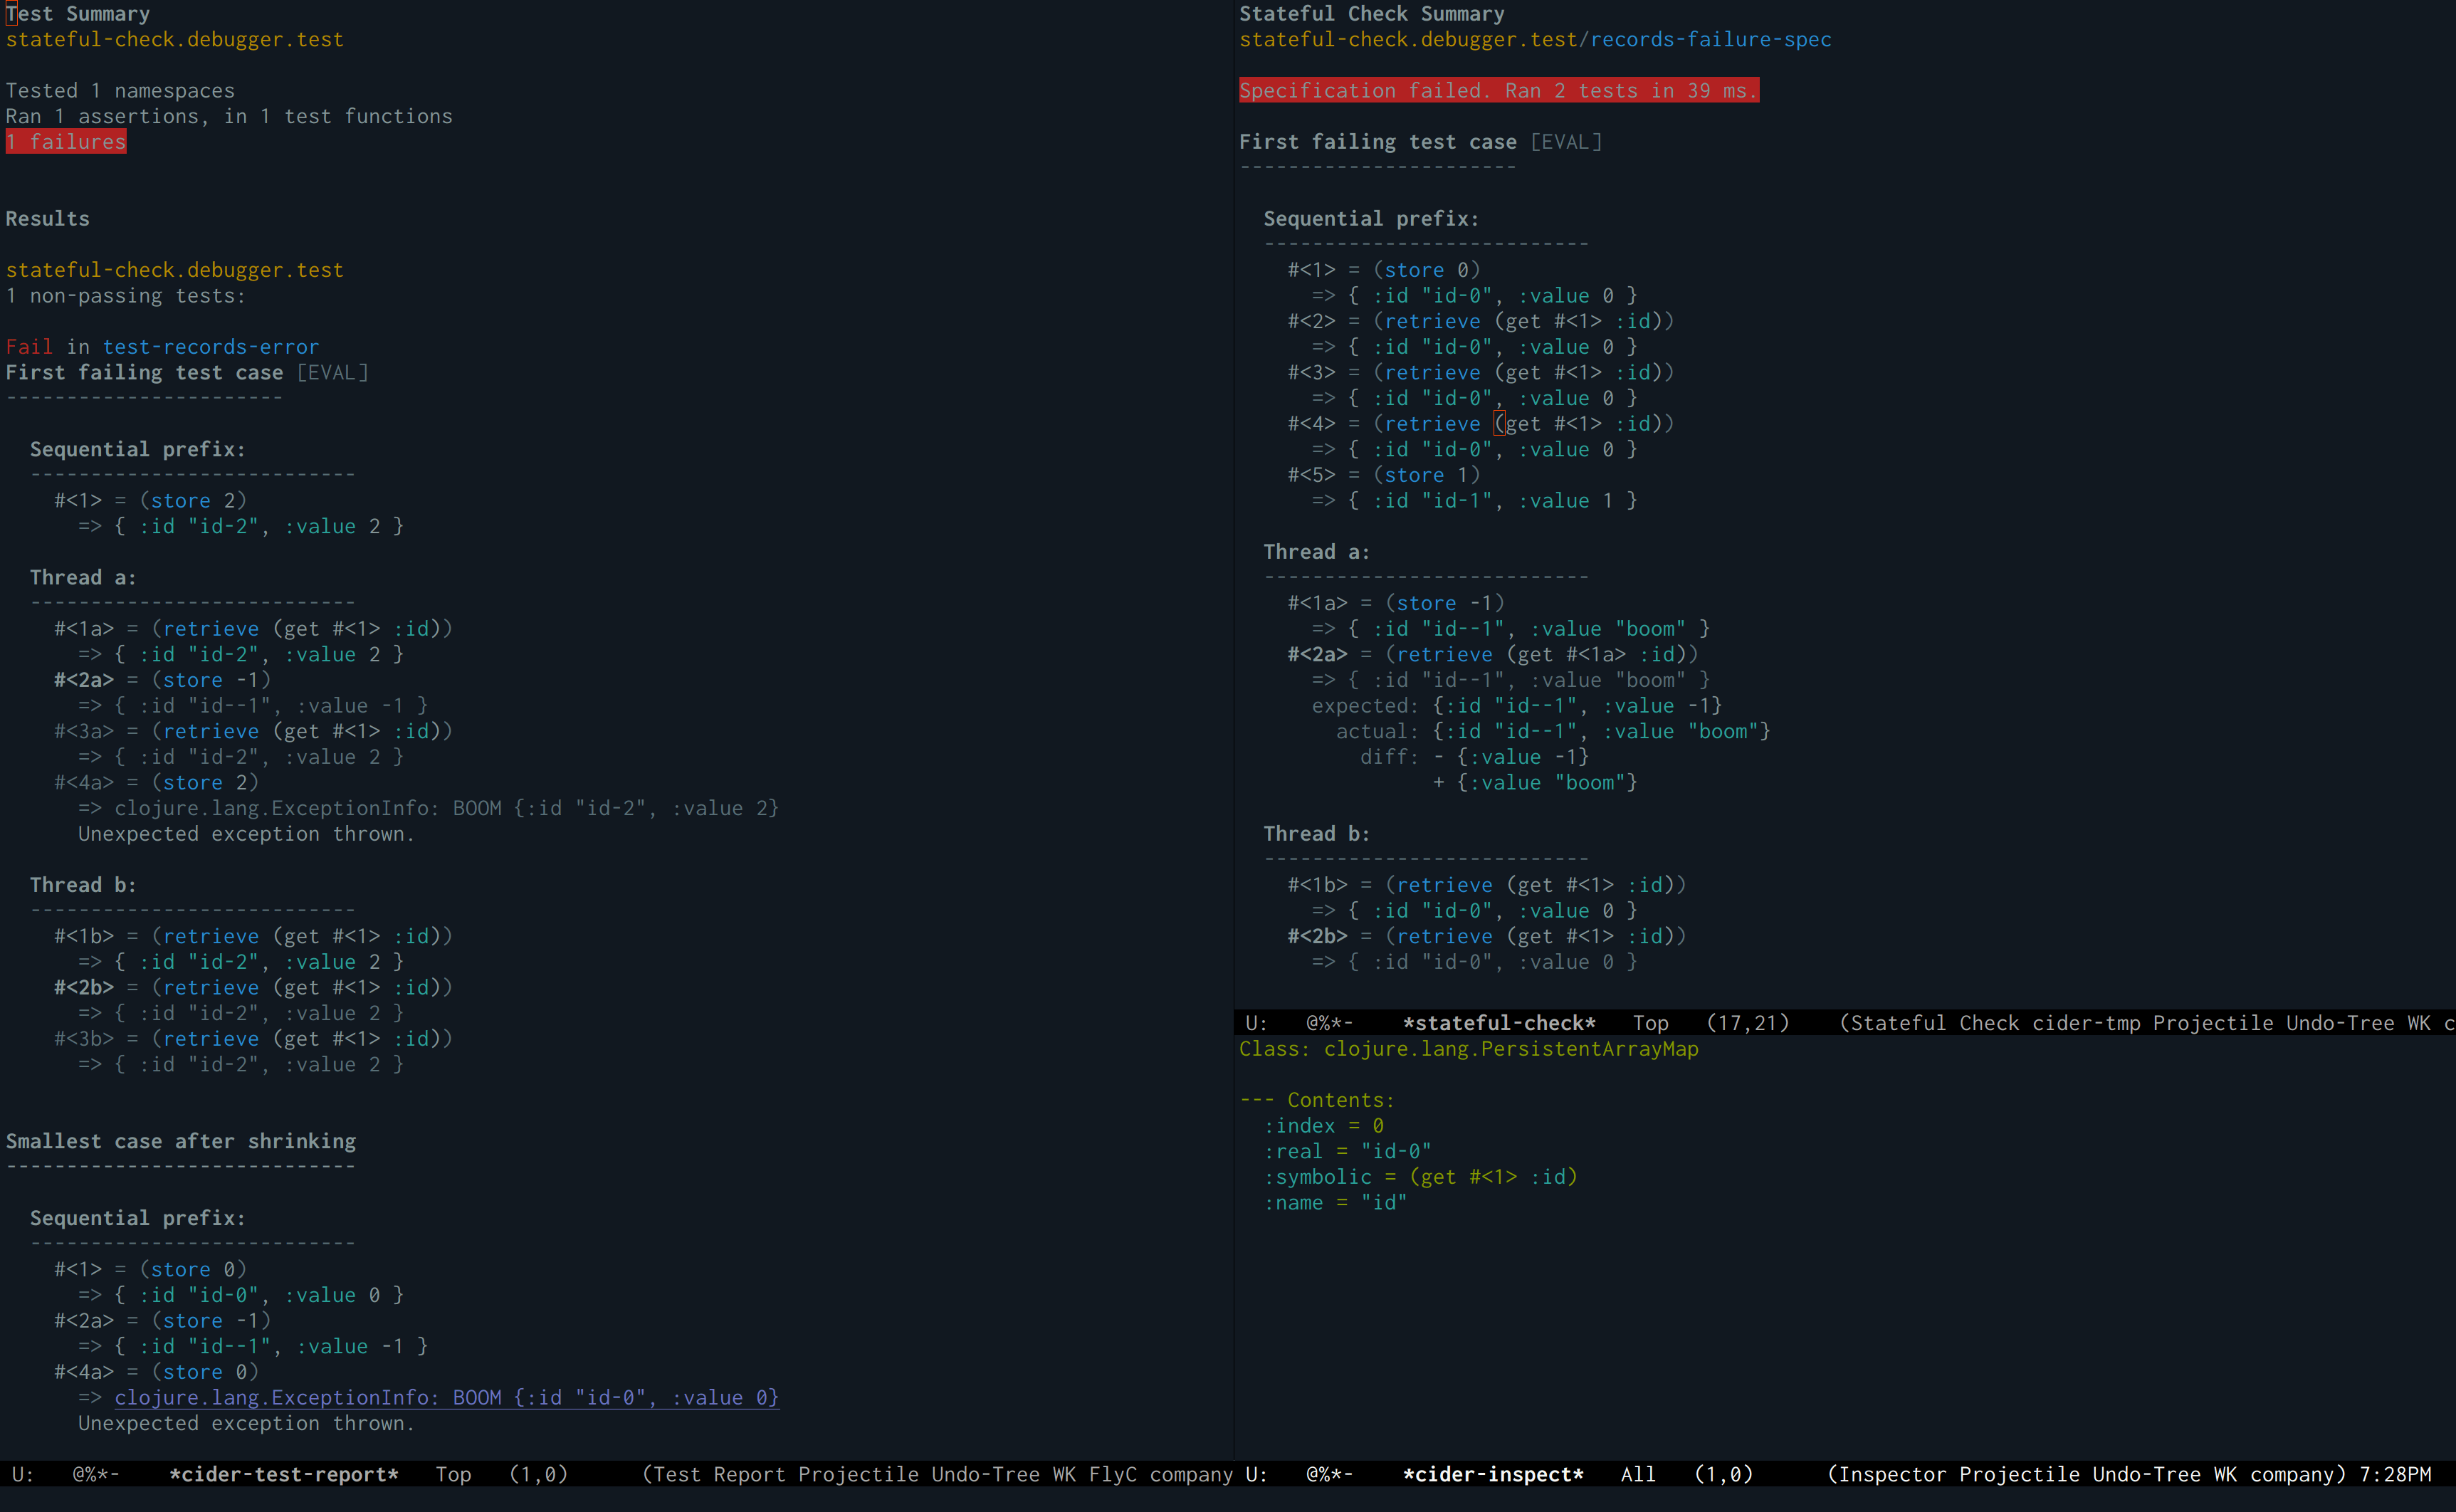 Test Summary
stateful-check.debugger.test
Tested 1 namespaces
Ran 1 assertions, in 1 test functions
1 failures
Results
stateful-check.debugger.test
1 non-passing tests:
Fail in test-records-error
First failing test case [EVAL]
-----------------------
Sequential prefix:
---------------------------
#<1> = (store 2)
=> { :id "id-2", :value 2 }
Thread a:
---------------------------
#<1a> = (retrieve (get #<1> :id))
=> { :id "id-2", :value 2 }
#<2a> = (store -1)
=> { :id "id--1", :value -1 }
#<3a> = (retrieve (get #<1> :id))
=> { :id "id-2", :value 2 }
#<4a> = (store 2)
=> clojure.lang.ExceptionInfo: BOOM {:id "id-2", :value 2}
Unexpected exception thrown.
Thread b:
---------------------------
#<1b> = (retrieve (get #<1> :id))
=> { :id "id-2", :value 2 }
#<2b> = (retrieve (get #<1> :id))
=> { :id "id-2", :value 2 }
#<3b> = (retrieve (get #<1> :id))
=> { :id "id-2", :value 2 }
Smallest case after shrinking
-----------------------------
Sequential prefix:
---------------------------
#<1> = (store 0)
=> { :id "id-0", :value 0 }
#<2a> = (store -1)
=> { :id "id--1", :value -1 }
#<4a> = (store 0)
=> clojure.lang.ExceptionInfo: BOOM {:id "id-0", :value 0}
Unexpected exception thrown.
U:   @%*-   *cider-test-report*   Top   (1,0)   (Test Report Projectile Undo-Tree WK FlyC company
Stateful Check Summary
stateful-check.debugger.test/records-failure-spec
Specification failed. Ran 2 tests in 39 ms.
First failing test case [EVAL]
-----------------------
Sequential prefix:
---------------------------
#<1> = (store 0)
=> { :id "id-0", :value 0 }
#<2> = (retrieve (get #<1> :id))
=> { :id "id-0", :value 0 }
#<3> = (retrieve (get #<1> :id))
=> { :id "id-0", :value 0 }
#<4> = (retrieve (get #<1> :id))
=> { :id "id-0", :value 0 }
#<5> = (store 1)
=> { :id "id-1", :value 1 }
Thread a:
---------------------------
#<1a> = (store -1)
=> { :id "id--1", :value "boom" }
#<2a> = (retrieve (get #<1a> :id))
=> { :id "id--1", :value "boom" }
expected: {:id "id--1", :value -1}
actual: {:id "id--1", :value "boom"}
diff: - {:value -1}
+ {:value "boom"}
Thread b:
---------------------------
#<1b> = (retrieve (get #<1> :id))
=> { :id "id-0", :value 0 }
#<2b> = (retrieve (get #<1> :id))
=> { :id "id-0", :value 0 }
U:   @%*-   *stateful-check*   Top   (17,21)   (Stateful Check cider-tmp Projectile Undo-Tree WK c
Class: clojure.lang.PersistentArrayMap
--- Contents:
:index = 0
:real = "id-0"
:symbolic = (get #<1> :id)
:name = "id"
U:   @%*-   *cider-inspect*   All   (1,0)   (Inspector Projectile Undo-Tree WK company) 7:28PM